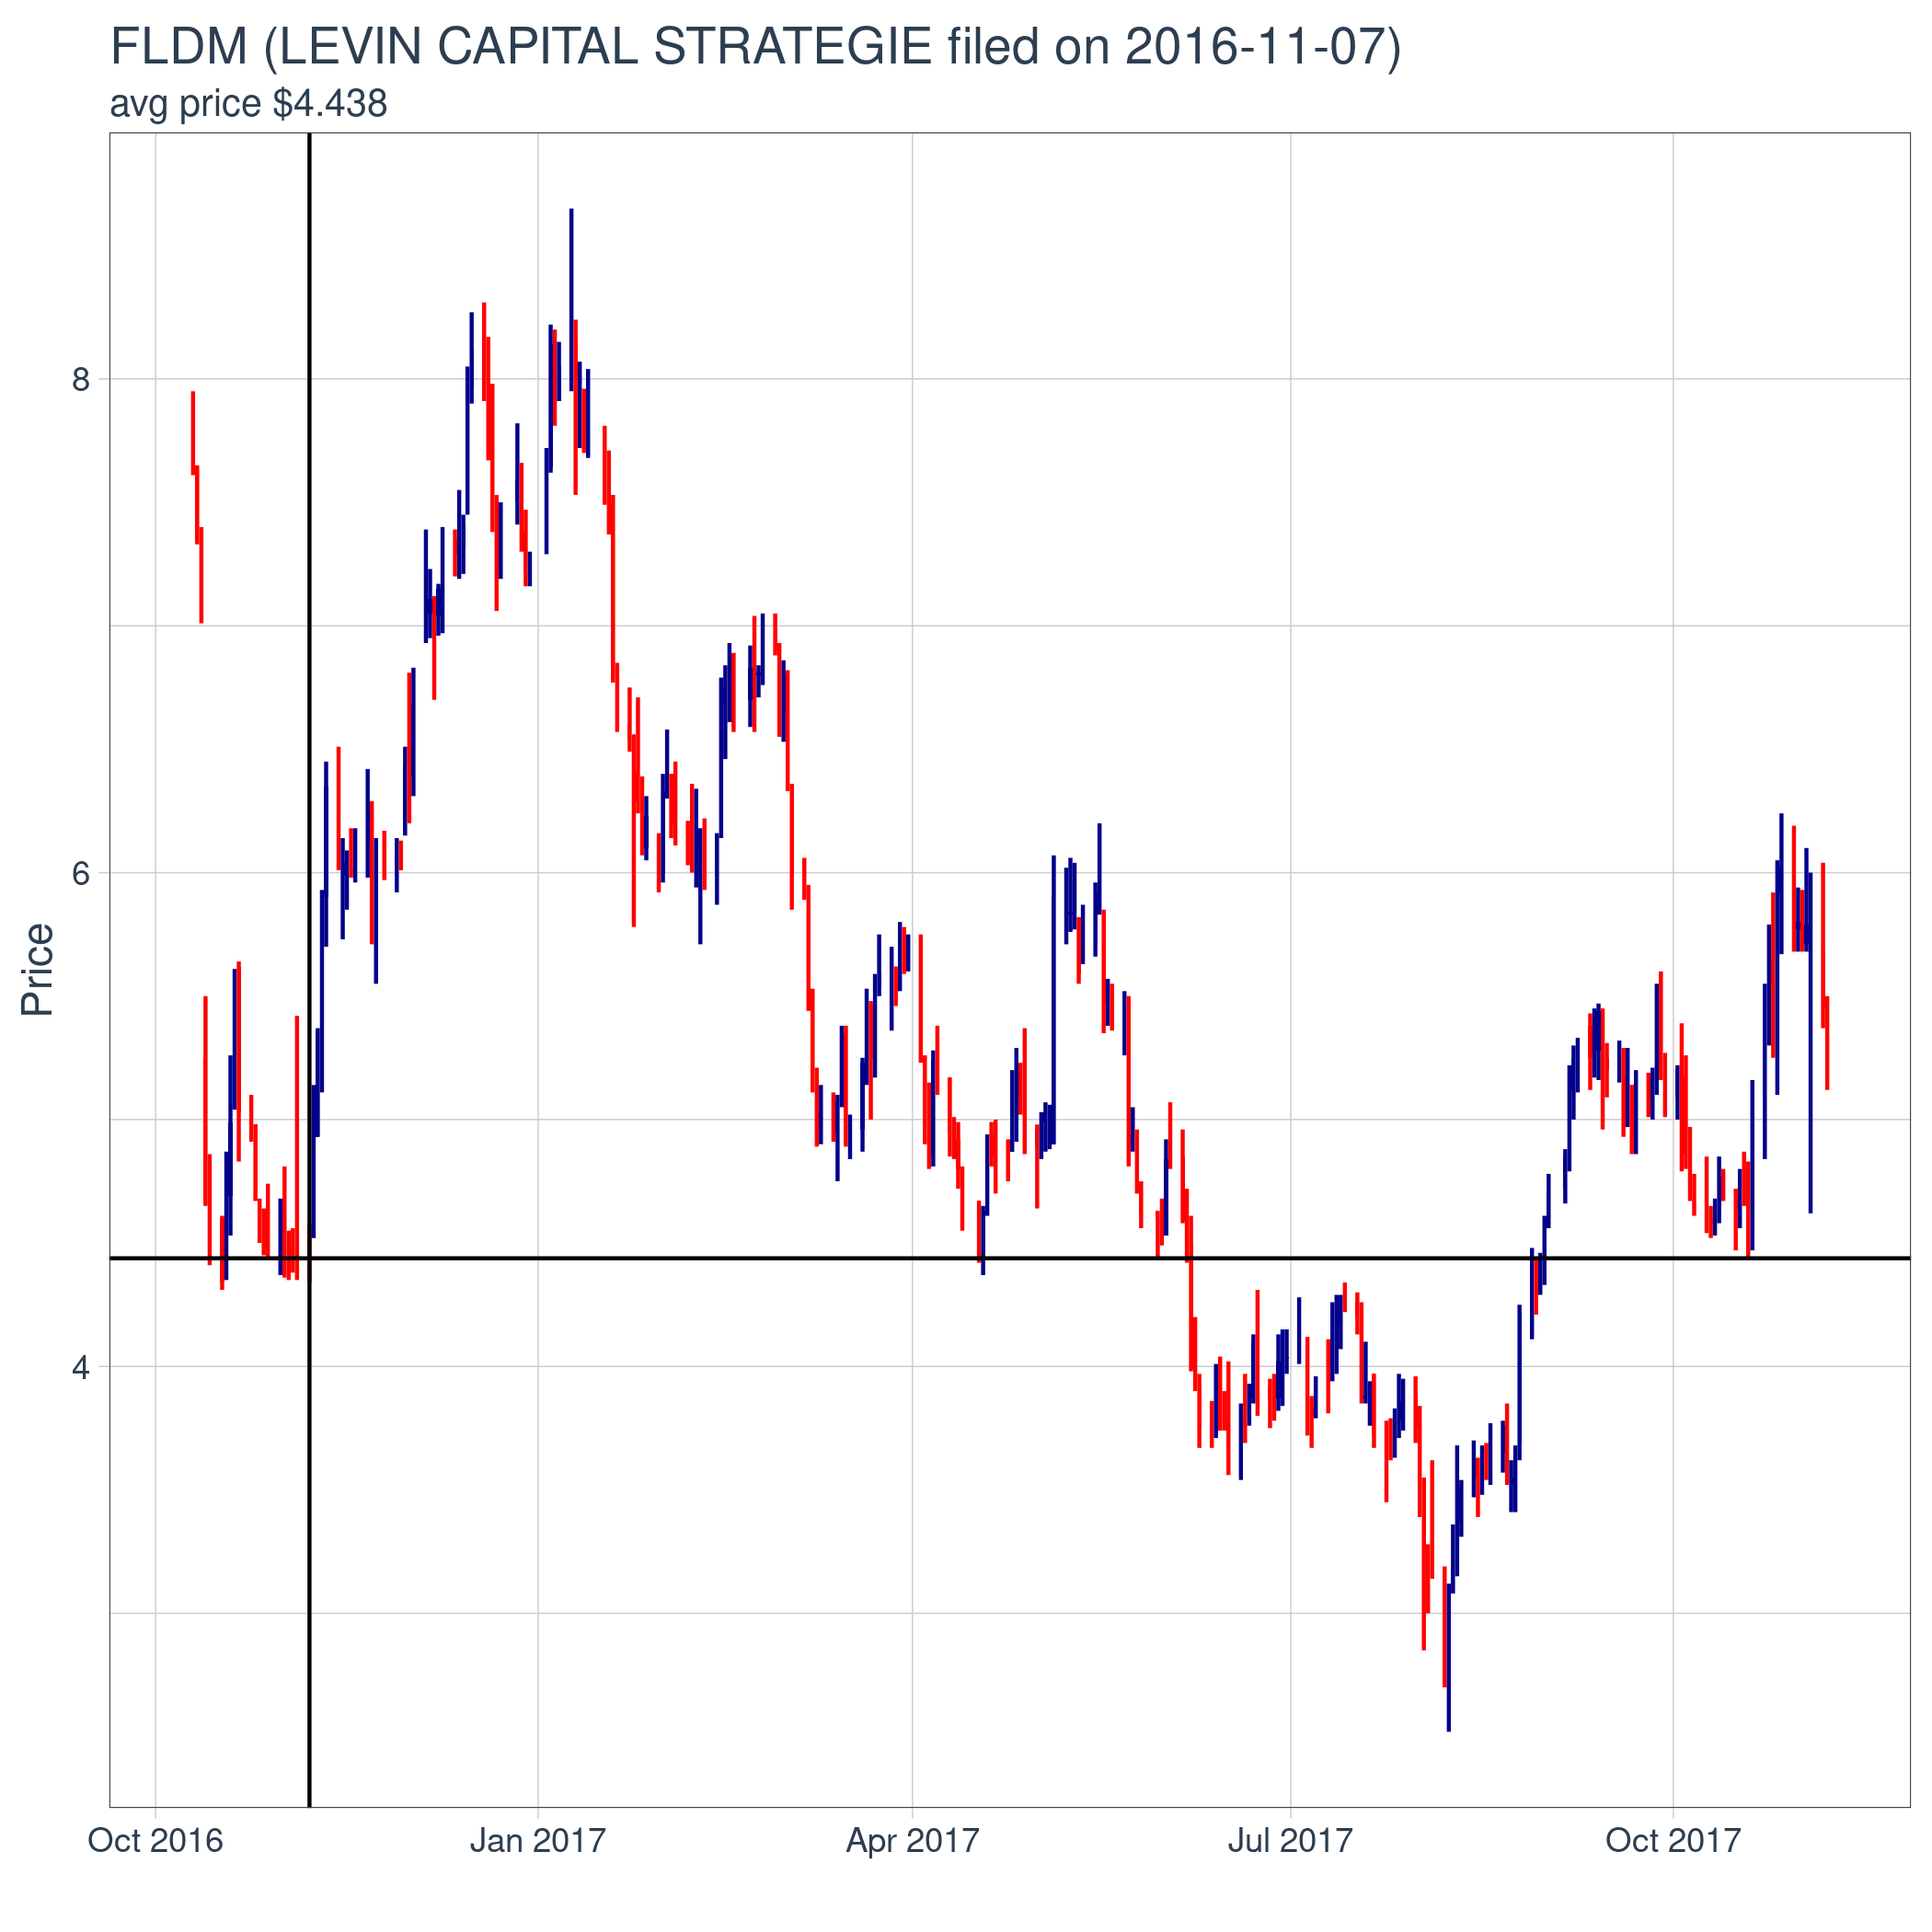 FLDM (LEVIN CAPITAL STRATEGIE filed on 2016-11-07)
avg price $4.438
Price
8
6
4
Oct 2016 Jan 2017 Apr 2017 Jul 2017 Oct 2017